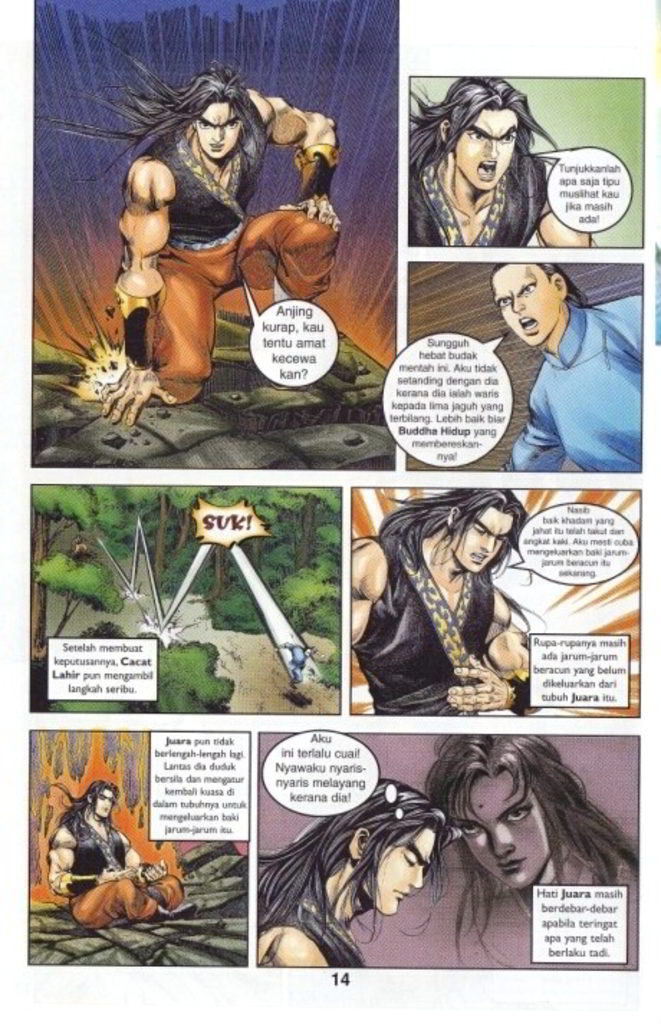 Anjing
kurap, kau
tentu amat
kecewa
kan?
Tunjukkanlah
apa saja tipu
muslihat kau
jika masih
ada!
Sungguh
hebat budak
mentah ini. Aku tidak
setanding dengan dia
kerana dia ialah waris
kepada lima jaguh yang
terbilang. Lebih baik biar
Buddha Hidup yang
membereskan-
nya!
SUK!
Setelah membuat
keputusannya, Cacat
Lahir pun mengambil
langkah seribu.
Nasib
baik khadam yang
jahat itu telah takut dan
angkat kaki. Aku mesti cuba
mengeluarkan baki jarum-
jarum beracun itu
sekarang.
Rupa-rupanya masih
ada jarum-jarum
beracun yang belum
dikeluarkan dari
tubuh Juara itu.
Juara pun tidak
berlengah-lengah lagi.
Lantas dia duduk
bersila dan mengatur
kembali kuasa di
dalam tubuhnya untuk
mengeluarkan baki
jarum-jarum itu.
Aku
ini terlalu cuai!
Nyawaku nyaris-
nyaris melayang
kerana dia!
Hati Juara masih
berdebar-debar
apabila teringat
apa yang telah
berlaku tadi.
14